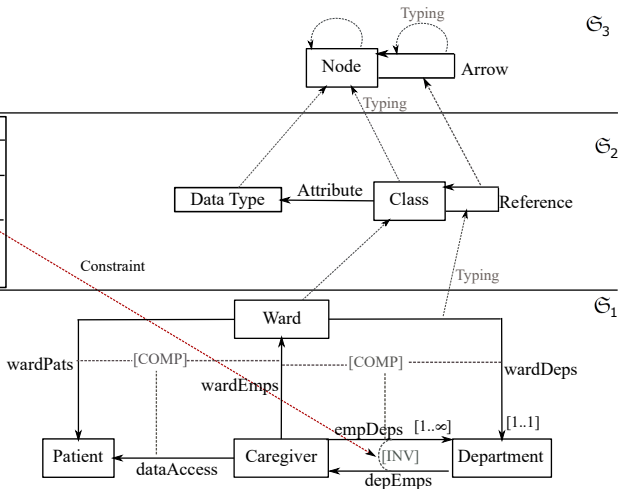 Typing
𝔖3
Node
Arrow
Typing
𝔖2
Attribute
Data Type
Class
Reference
Constraint
Typing
𝔖1
Ward
wardPats
[COMP]
[COMP]
wardDeps
wardEmps
empDeps [1..∞]
[1..1]
Patient
Caregiver
[INV]
Department
dataAccess
depEmps